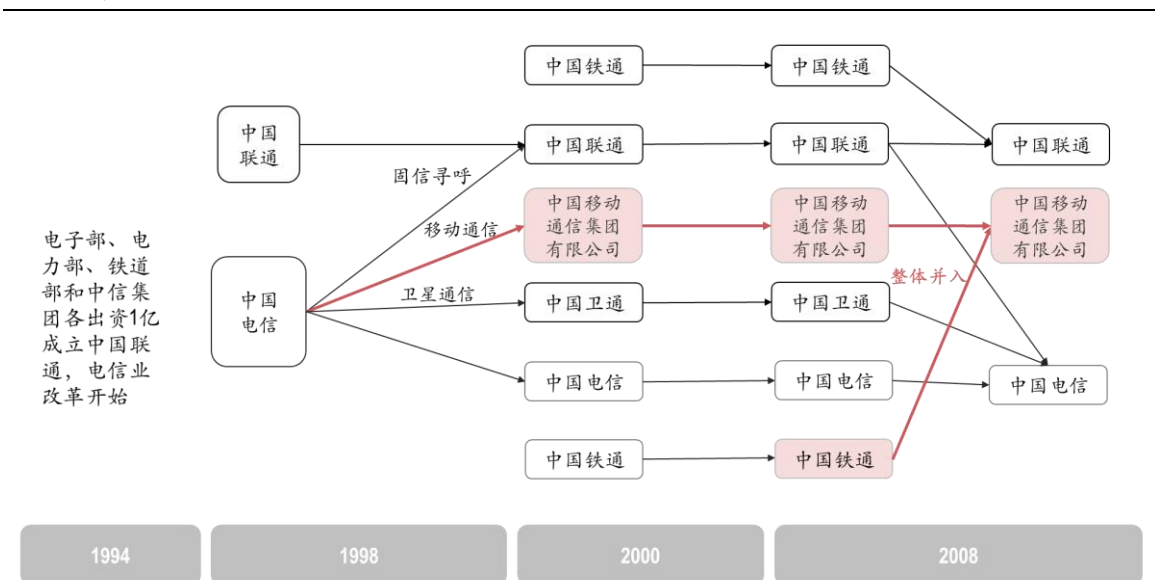 中国铁通
中国铁通
中国
联通
中国联通
中国联通
中国联通
固信寻呼
中国移动
通信集团
有限公司
中国移动
通信集团
有限公司
中国移动
通信集团
有限公司
移动通信
电子部、电
力部、铁道
部和中信集
团各出资1亿
成立中国联
通，电信业
改革开始
整体并入
中国
电信
卫星通信
中国卫通
中国卫通
中国电信
中国电信
中国电信
中国铁通
中国铁通
1994
1998
2000
2008